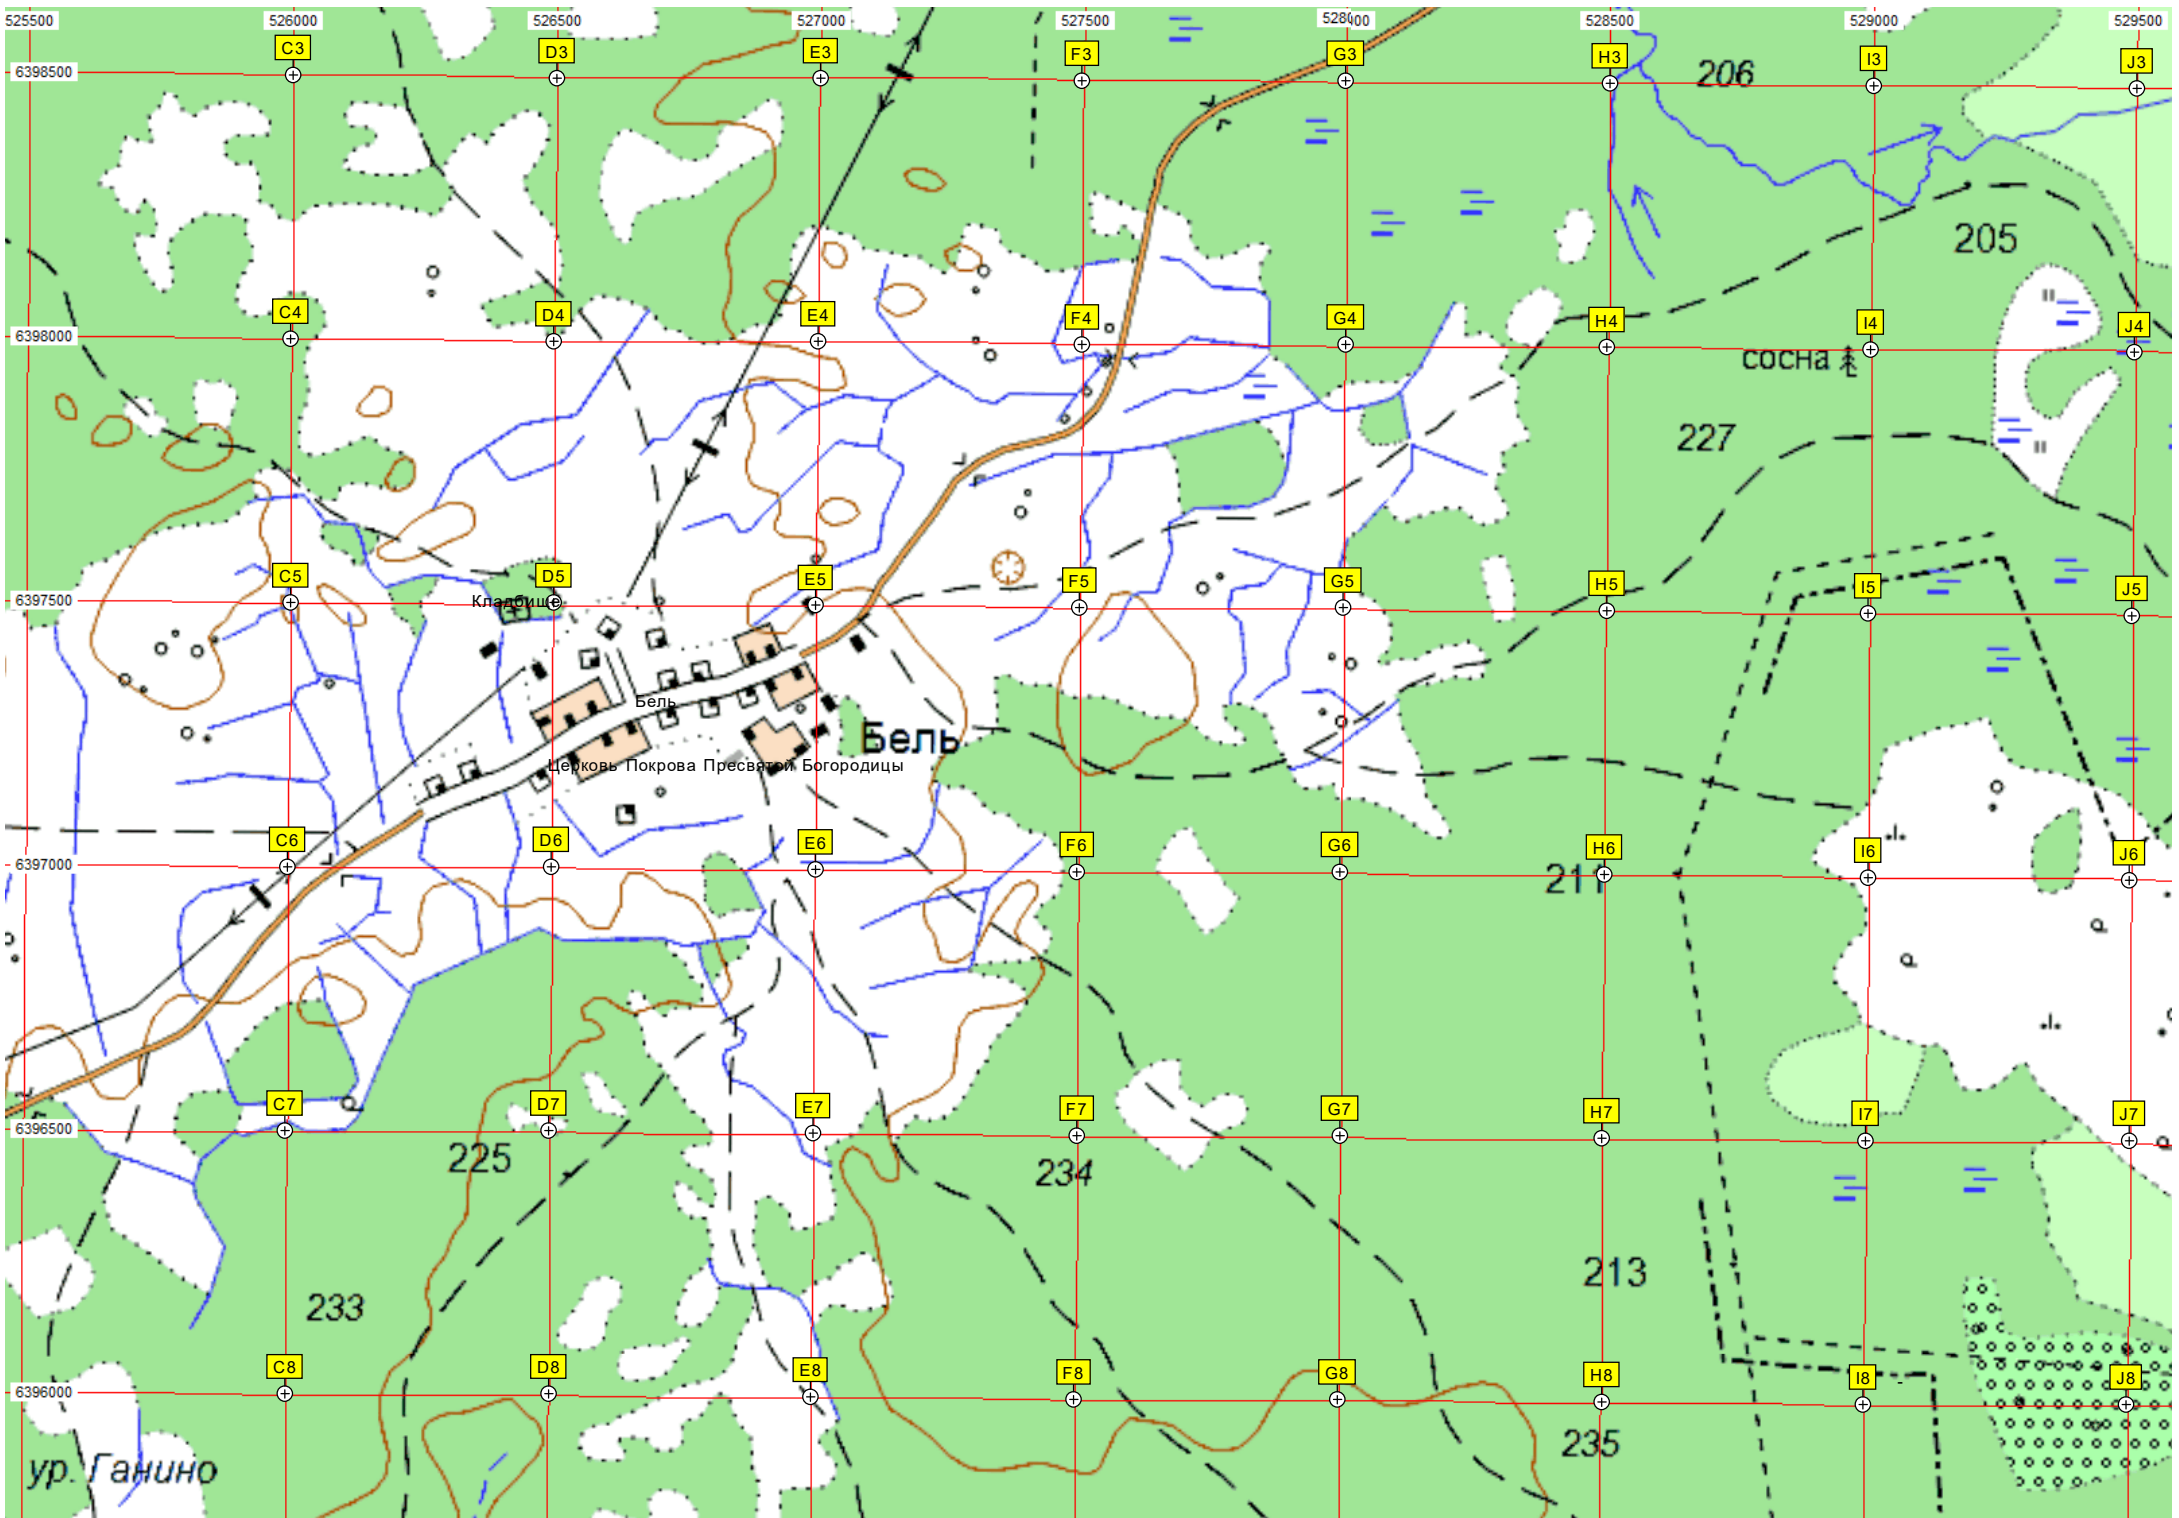 525500 526000 526500 527000 527500 528000 528500 529000 529500
C3 D3 E3 F3 G3 H3 I3 J3
6398500
206
205
C4 D4 E4 F4 G4 H4 I4 J4
6398000
сосна
227
C5 D5 E5 F5 G5 H5 I5 J5
6397500
Кладбище
Бель
Бель
Церковь Покрова Пресвятой Богородицы
C6 D6 E6 F6 G6 H6 I6 J6
6397000
211
C7 D7 E7 F7 G7 H7 I7 J7
6396500
225
234
213
233
C8 D8 E8 F8 G8 H8 I8 J8
6396000
235
ур. Ганино